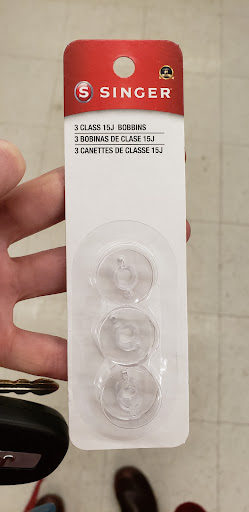 SINGER
3 CLASS 15J BOBBINS
3 BOBINAS DE CLASE 15J
3 CANETTES DE CLASSE 15J